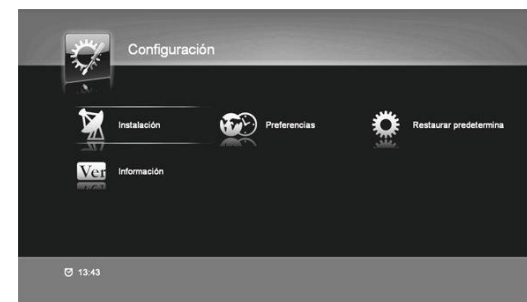 Configuración
Instalación
Preferencias
Restaurar predetermina
Ver
Información
13:43